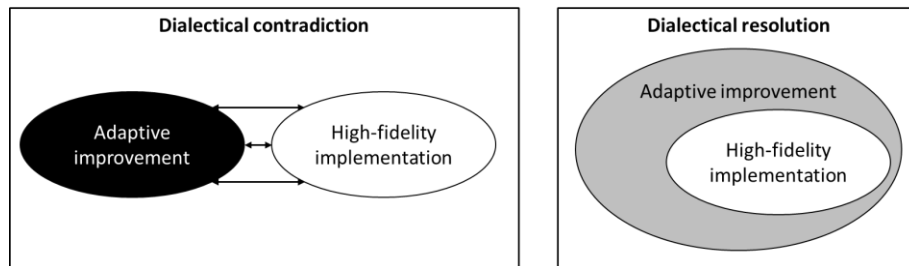 Dialectical contradiction
Adaptive
improvement
High-fidelity
implementation
Dialectical resolution
Adaptive improvement
High-fidelity
implementation